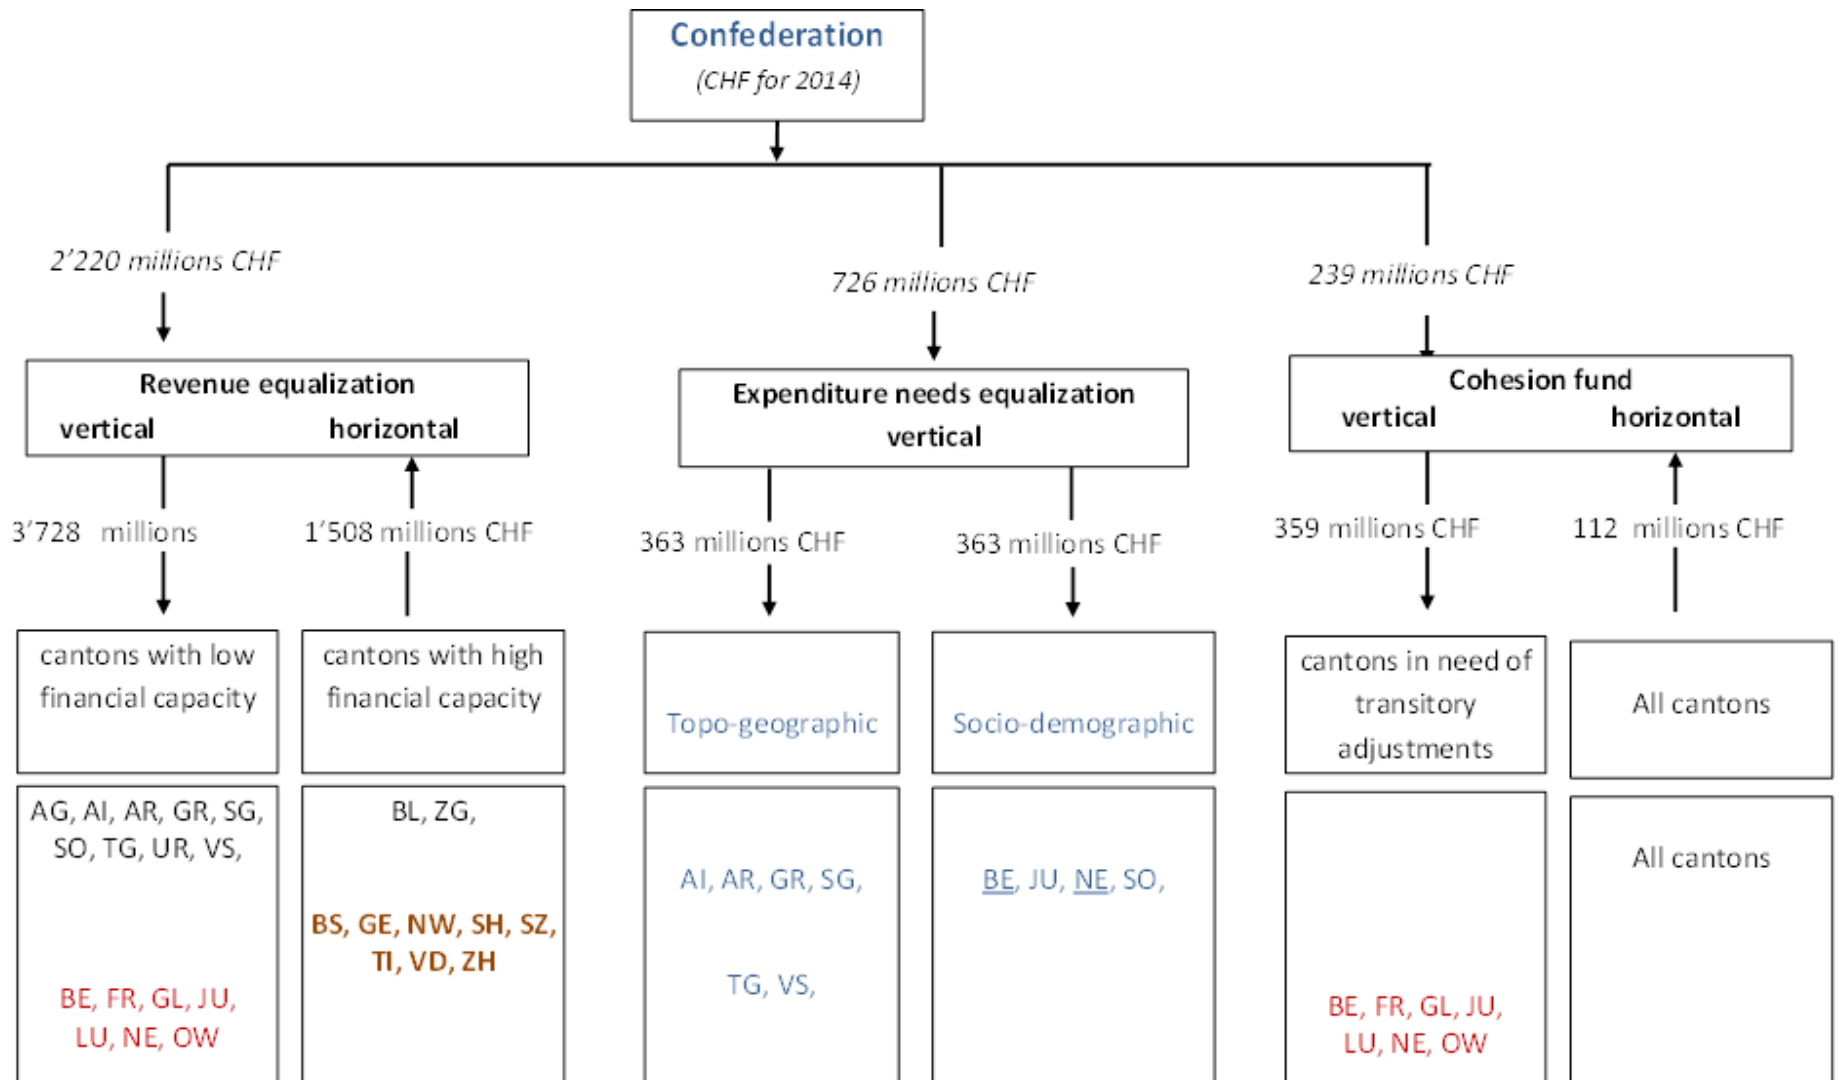 Confederation
(CHF for 2014)
2’220 millions CHF
726 millions CHF
239 millions CHF
Revenue equalization
vertical horizontal
Expenditure needs equalization
vertical
Cohesion fund
vertical horizontal
3’728 millions
1’508 millions CHF
363 millions CHF
363 millions CHF
359 millions CHF
112 millions CHF
cantons with low
financial capacity
cantons with high
financial capacity
Topo-geographic
Socio-demographic
cantons in need of
transitory
adjustments
All cantons
AG, AI, AR, GR, SG,
SO, TG, UR, VS,
BE, FR, GL, JU,
LU, NE, OW
BL, ZG,
BS, GE, NW, SH, SZ,
TI, VD, ZH
AI, AR, GR, SG,
TG, VS,
BE, JU, NE, SO,
BE, FR, GL, JU,
LU, NE, OW
All cantons